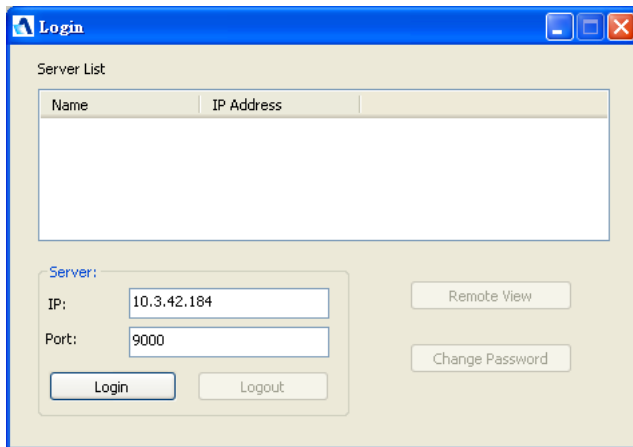 Login
Server List
Name IP Address
Server:
IP: 10.3.42.184
Remote View
Port: 9000
Change Password
Login Logout